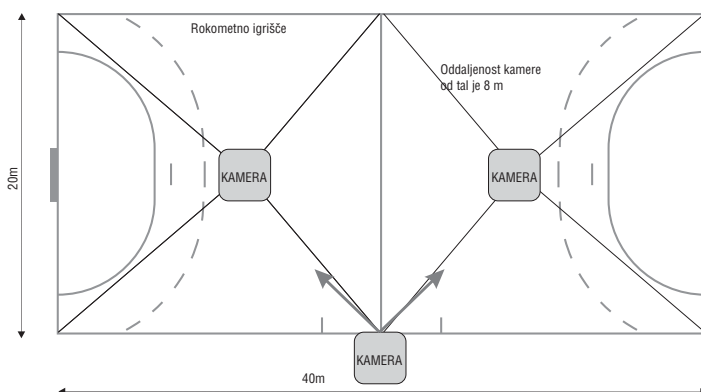 Rokometno igrišče
Oddaljenost kamere
od tal je 8 m
20m
KAMERA
KAMERA
KAMERA
40m